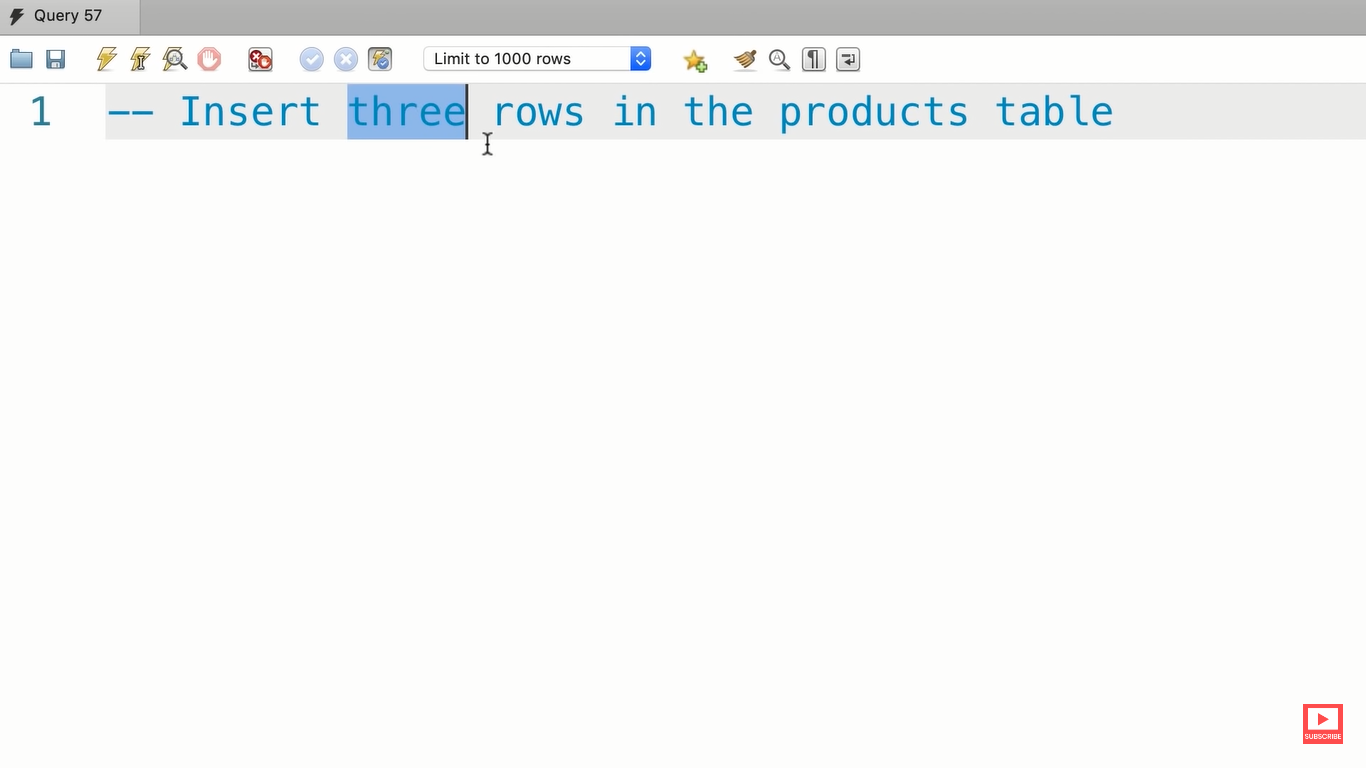 Query 57
Limit to 1000 rows
1 -- Insert three rows in the products table
SUBSCRIBE